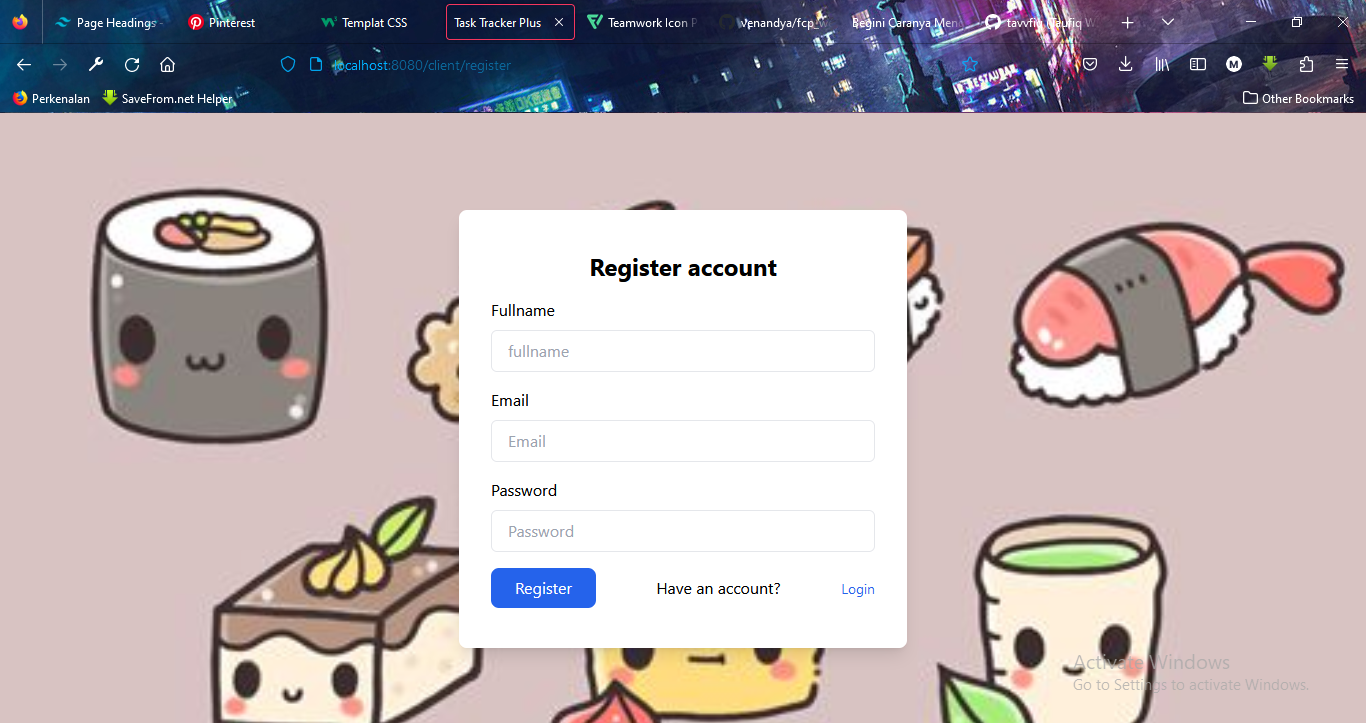 Page Headings
Pinterest
Templat CSS
Task Tracker Plus
Teamwork Icon P
venandya/fcp_w
Begini Caranya Meng
tavvfiq (Taufiq W
localhost:8080/client/register
Perkenalan
SaveFrom.net Helper
Other Bookmarks
Register account
Fullname
fullname
Email
Email
Password
Password
Register
Have an account?
Login
Activate Windows
Go to Settings to activate Windows.